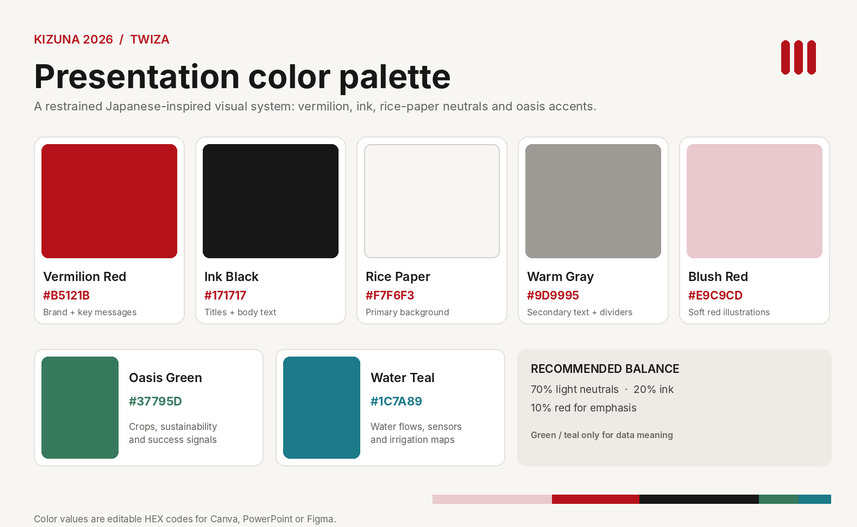 KIZUNA 2026 / TWIZA
Presentation color palette
A restrained Japanese-inspired visual system: vermilion, ink, rice-paper neutrals and oasis accents.
Vermilion Red
#B5121B
Brand + key messages
Ink Black
#171717
Titles + body text
Rice Paper
#F7F6F3
Primary background
Warm Gray
#9D9995
Secondary text + dividers
Blush Red
#E9C9CD
Soft red illustrations
Oasis Green
#37795D
Crops, sustainability
and success signals
Water Teal
#1C7A89
Water flows, sensors
and irrigation maps
RECOMMENDED BALANCE
70% light neutrals · 20% ink
10% red for emphasis
Green / teal only for data meaning
Color values are editable HEX codes for Canva, PowerPoint or Figma.